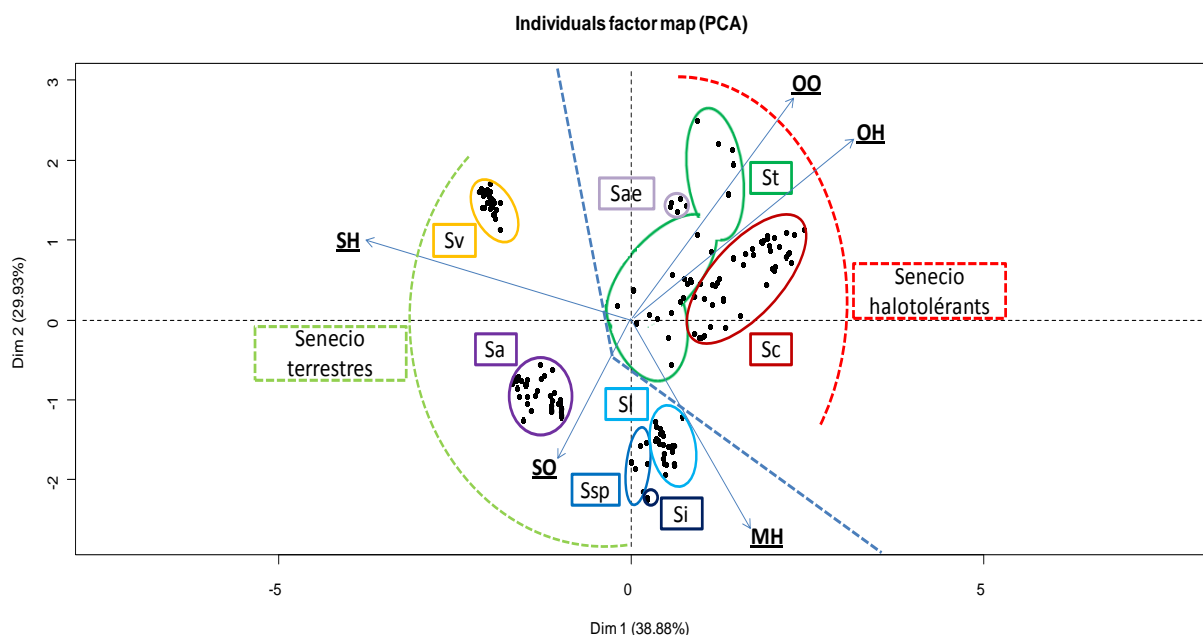 Individuals factor map (PCA)
3
2
1
0
-1
-2
Dim 2 (29.93%)
OO
OH
St
Sae
Sv
SH
Senecio
halotolérants
Senecio
terrestres
Sa
Sc
Sl
SO
Ssp
Si
MH
-5
0
5
Dim 1 (38.88%)